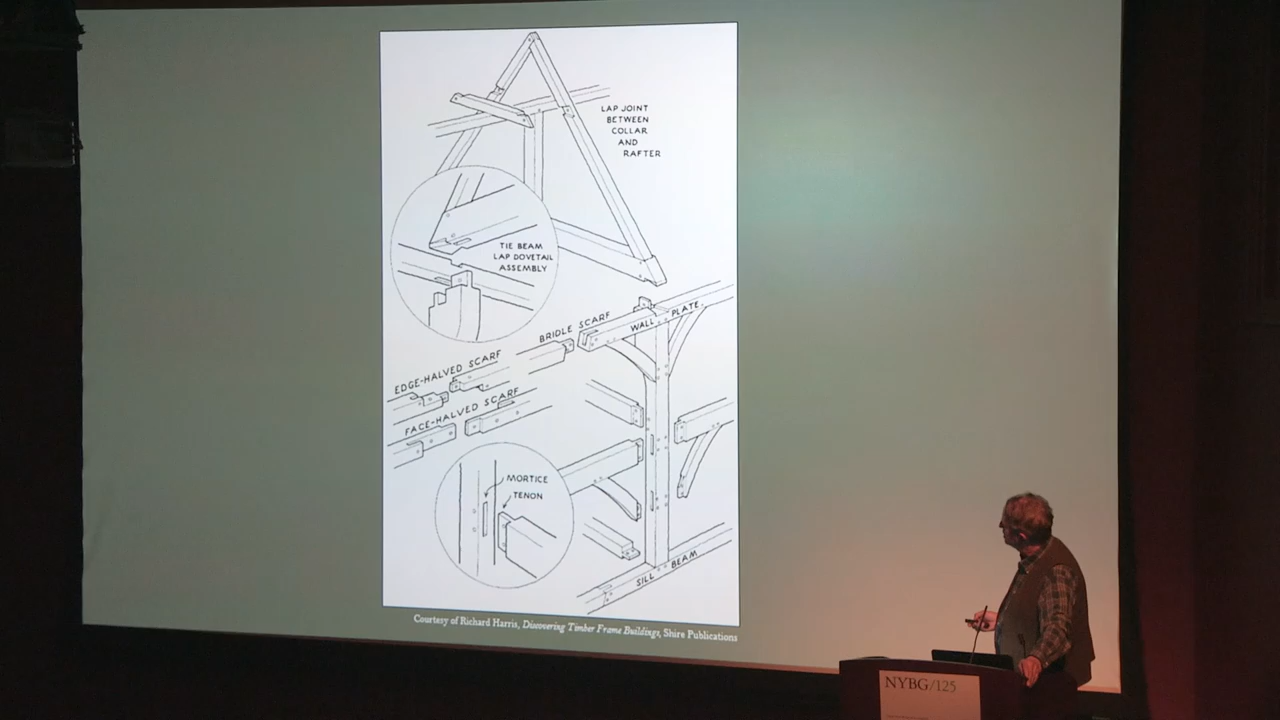 LAP JOINT
BETWEEN
COLLAR
AND
RAFTER
TIE BEAM
LAP DOVETAIL
ASSEMBLY
BRIDLE SCARF
WALL PLATE
EDGE-HALVED SCARF
FACE-HALVED SCARF
MORTICE
TENON
SILL BEAM
Courtesy of Richard Harris, Discovering Timber Frame Buildings, Shire Publications
NYBG/125